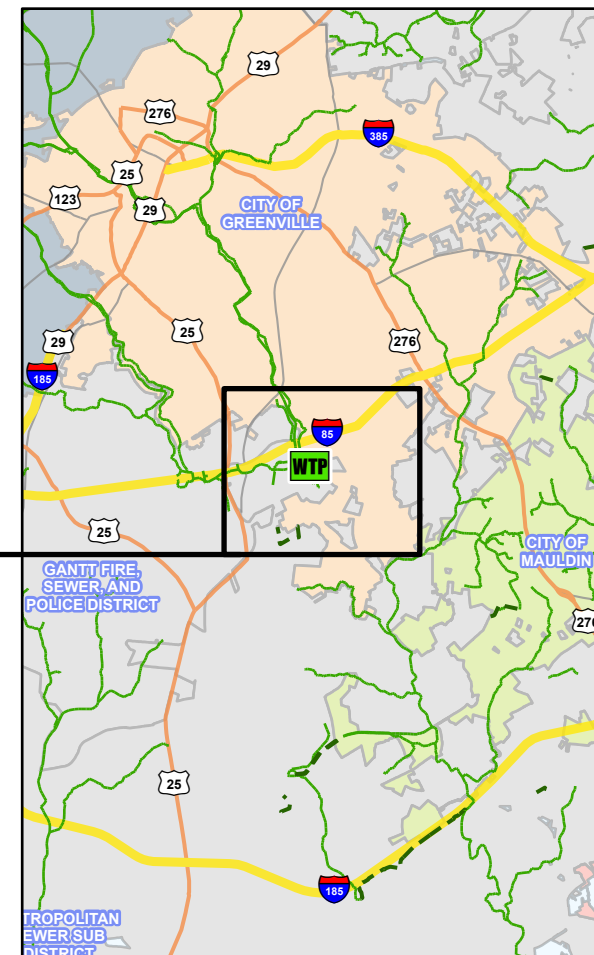 29
276
385
25
123
CITY OF
GREENVILLE
29
25
276
29
185
85
WTP
25
CITY OF
MAULDIN
GANTT FIRE,
SEWER, AND
POLICE DISTRICT
276
25
185
TROPOLITAN
EWER SUB
DISTRICT